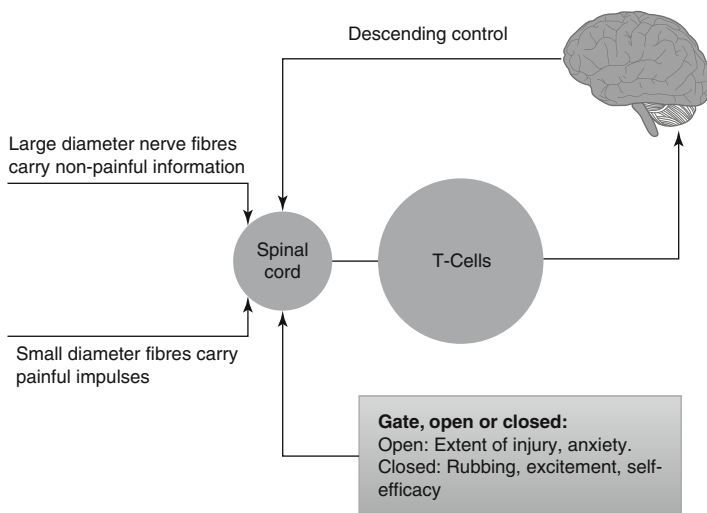 Descending control
Large diameter nerve fibres
carry non-painful information
Spinal
cord
T-Cells
Small diameter fibres carry
painful impulses
Gate, open or closed:
Open: Extent of injury, anxiety.
Closed: Rubbing, excitement, self-
efficacy